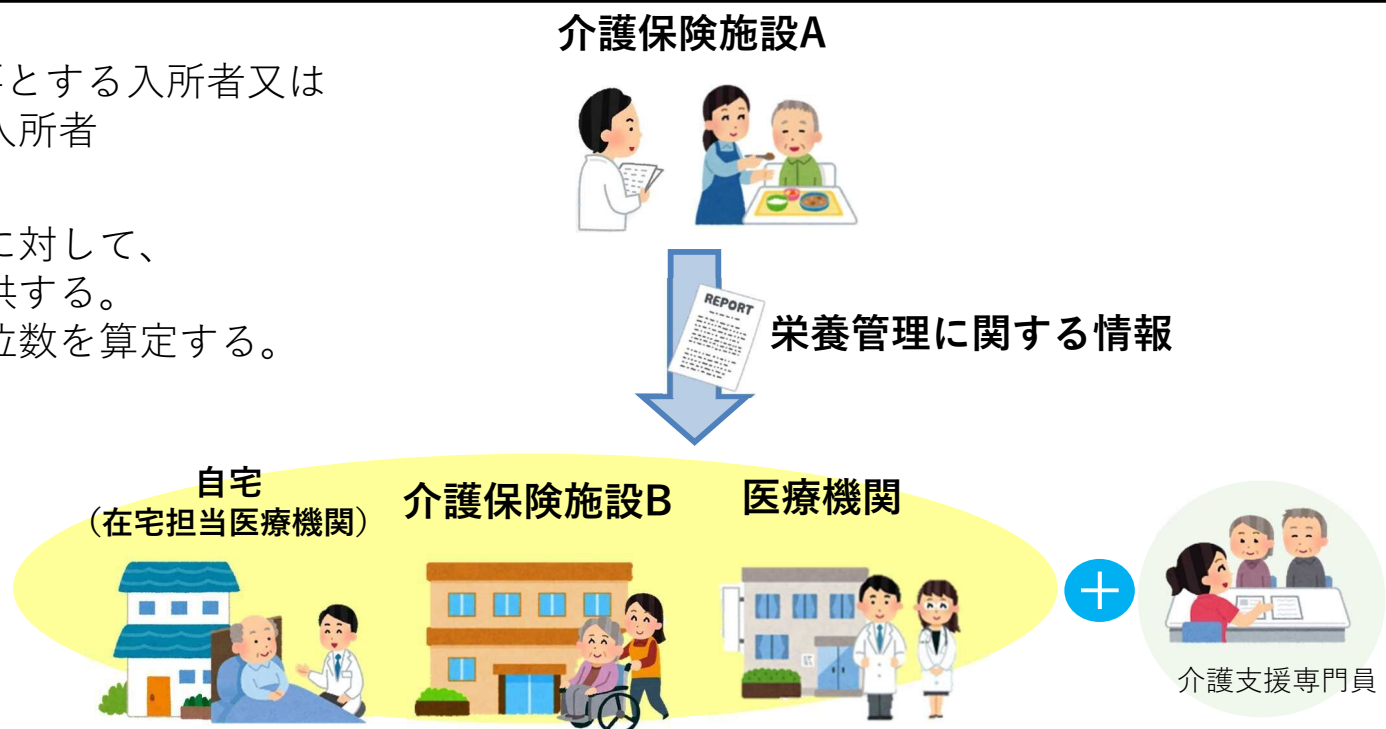 介護保険施設A
とする入所者又は
入所者
に対して、
供する。
位数を算定する。
REPORT
栄養管理に関する情報
自宅
（在宅担当医療機関）
介護保険施設B
医療機関
＋
介護支援専門員